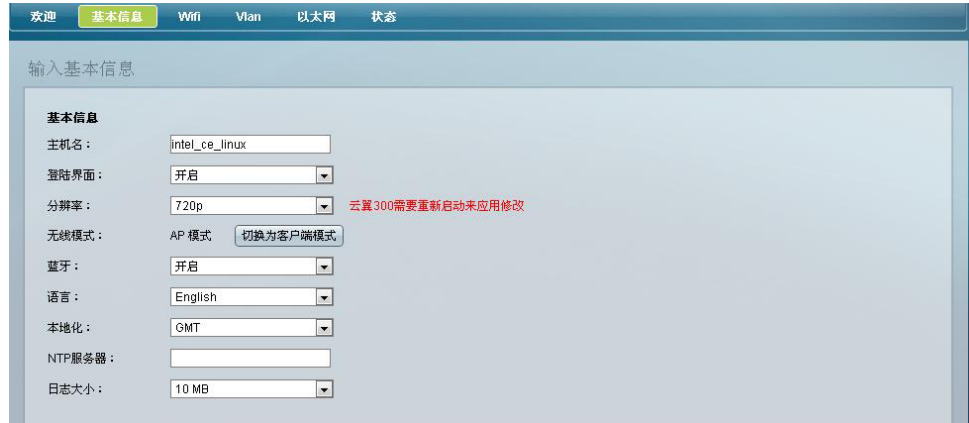 欢迎 基本信息 Wifi Vlan 以太网 状态
输入基本信息
基本信息
主机名： intel_ce_linux
登陆界面： 开启
分辨率： 720p 云翼300需要重新启动来应用修改
无线模式： AP 模式 切换为客户端模式
蓝牙： 开启
语言： English
本地化： GMT
NTP服务器：
日志大小： 10 MB